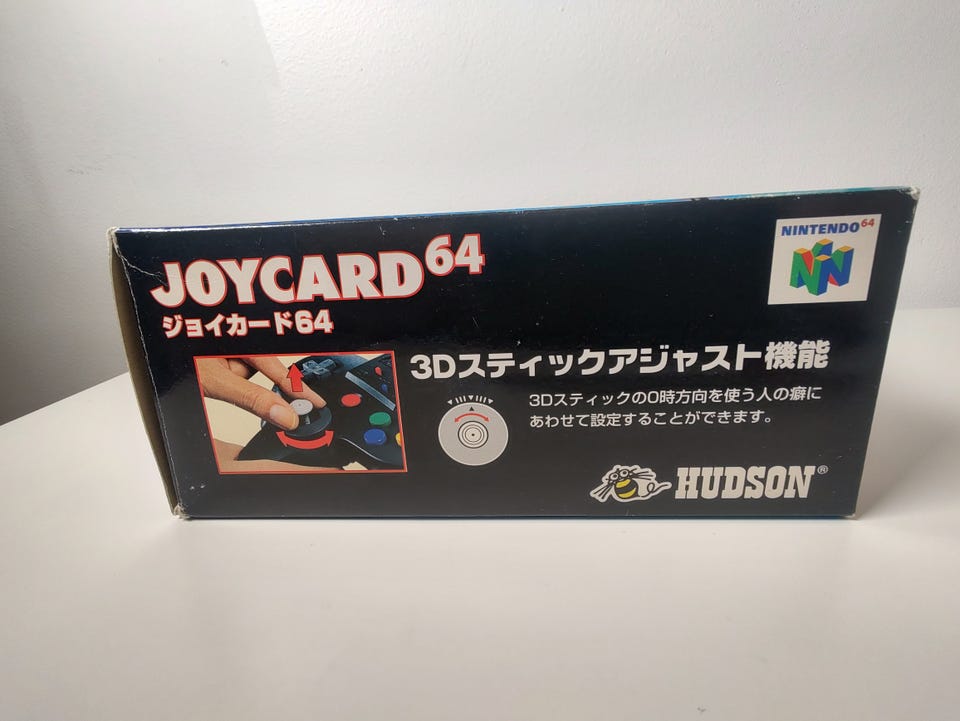 JOYCARD64
ジョイカード64
NINTENDO64
3Dスティックアジャスト機能
3Dスティックの0時方向を使う人の癖に
あわせて設定することができます。
HUDSON®